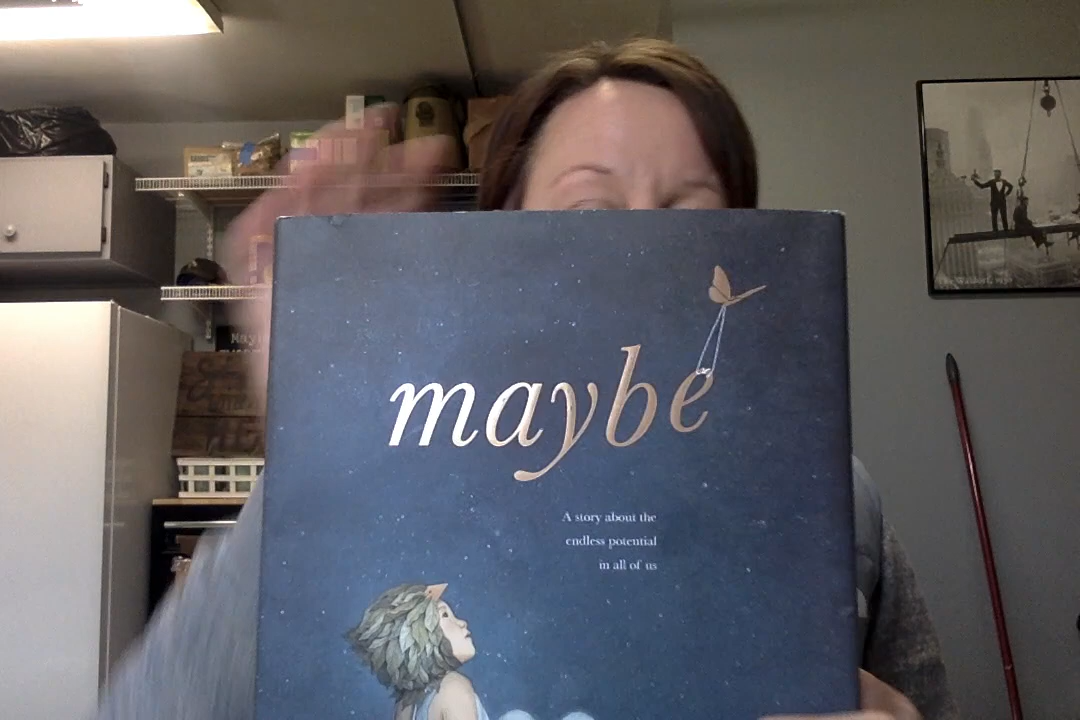 maybe
A story about the
endless potential
in all of us